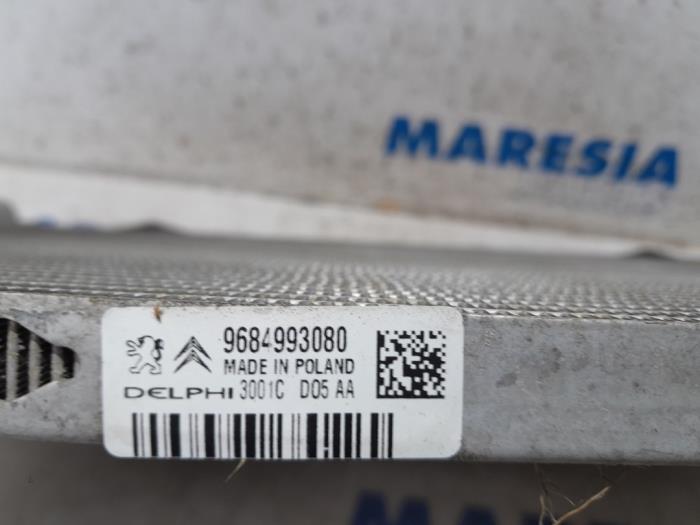 MARESIA
9684993080
MADE IN POLAND
DELPHI 3001C D05 AA